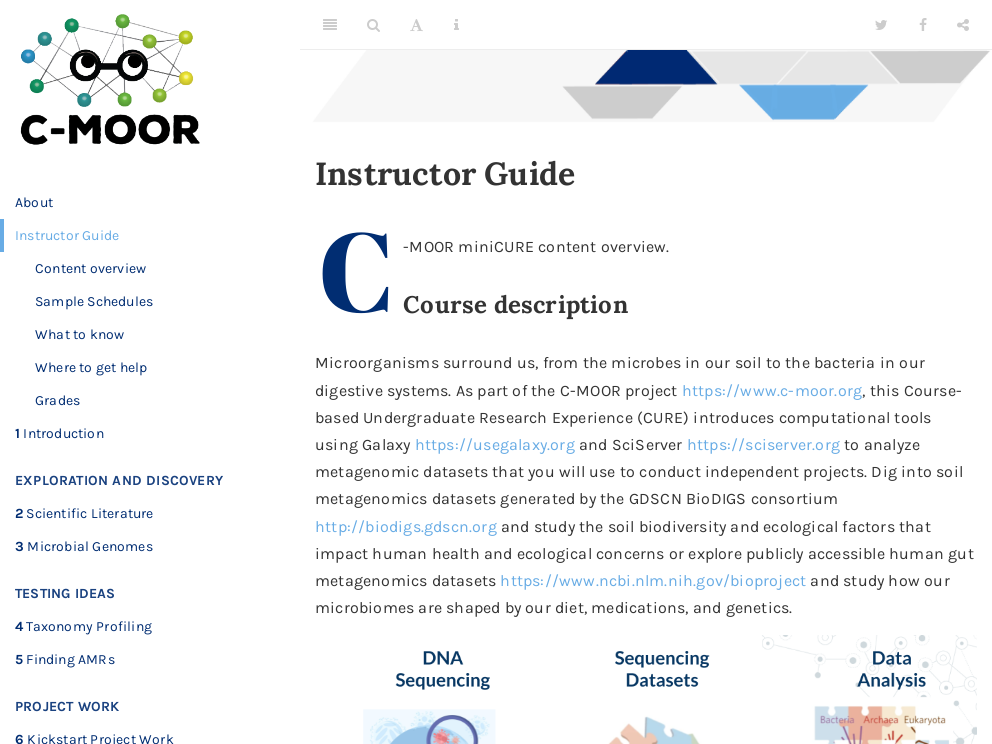 C-MOOR
About
Instructor Guide
Content overview
Sample Schedules
What to know
Where to get help
Grades
1 Introduction
EXPLORATION AND DISCOVERY
2 Scientific Literature
3 Microbial Genomes
TESTING IDEAS
4 Taxonomy Profiling
5 Finding AMRs
PROJECT WORK
6 Kickstart Project Work
Instructor Guide
C-MOOR miniCURE content overview.
Course description
Microorganisms surround us, from the microbes in our soil to the bacteria in our
digestive systems. As part of the C-MOOR project https://www.c-moor.org, this Course-
based Undergraduate Research Experience (CURE) introduces computational tools
using Galaxy https://usegalaxy.org and SciServer https://sciserver.org to analyze
metagenomic datasets that you will use to conduct independent projects. Dig into soil
metagenomics datasets generated by the GDSCN BioDIGS consortium
http://biodigs.gdscn.org and study the soil biodiversity and ecological factors that
impact human health and ecological concerns or explore publicly accessible human gut
metagenomics datasets https://www.ncbi.nlm.nih.gov/bioproject and study how our
microbiomes are shaped by our diet, medications, and genetics.
DNA
Sequencing
Sequencing
Datasets
Data
Analysis
Bacteria Archaea Eukaryota